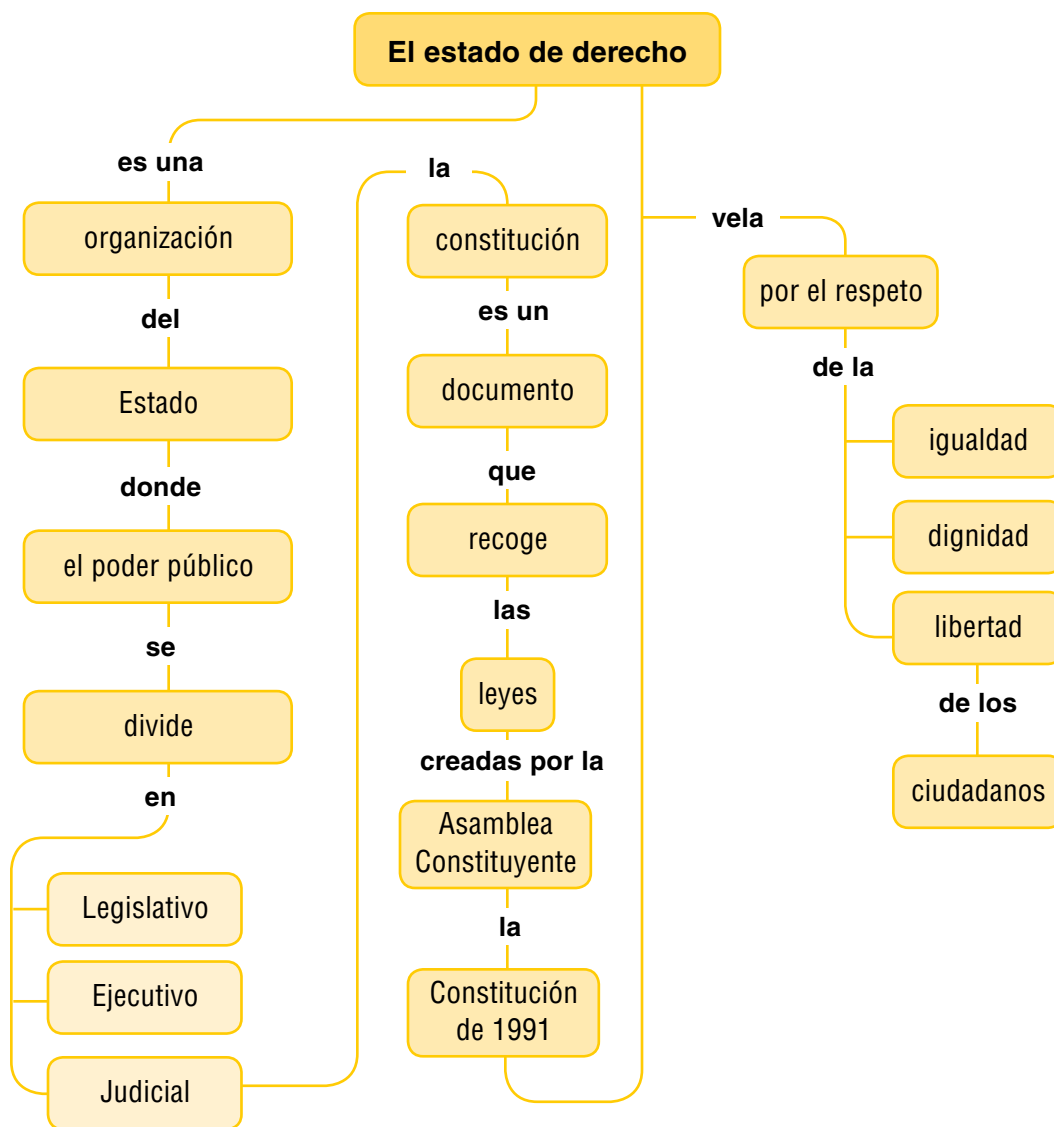 El estado de derecho
es una
organización
del
Estado
donde
el poder público
se
divide
en
Legislativo
Ejecutivo
Judicial
la
constitución
es un
documento
que
recoge
las
leyes
creadas por la
Asamblea
Constituyente
la
Constitución
de 1991
vela
por el respeto
de la
igualdad
dignidad
libertad
de los
ciudadanos